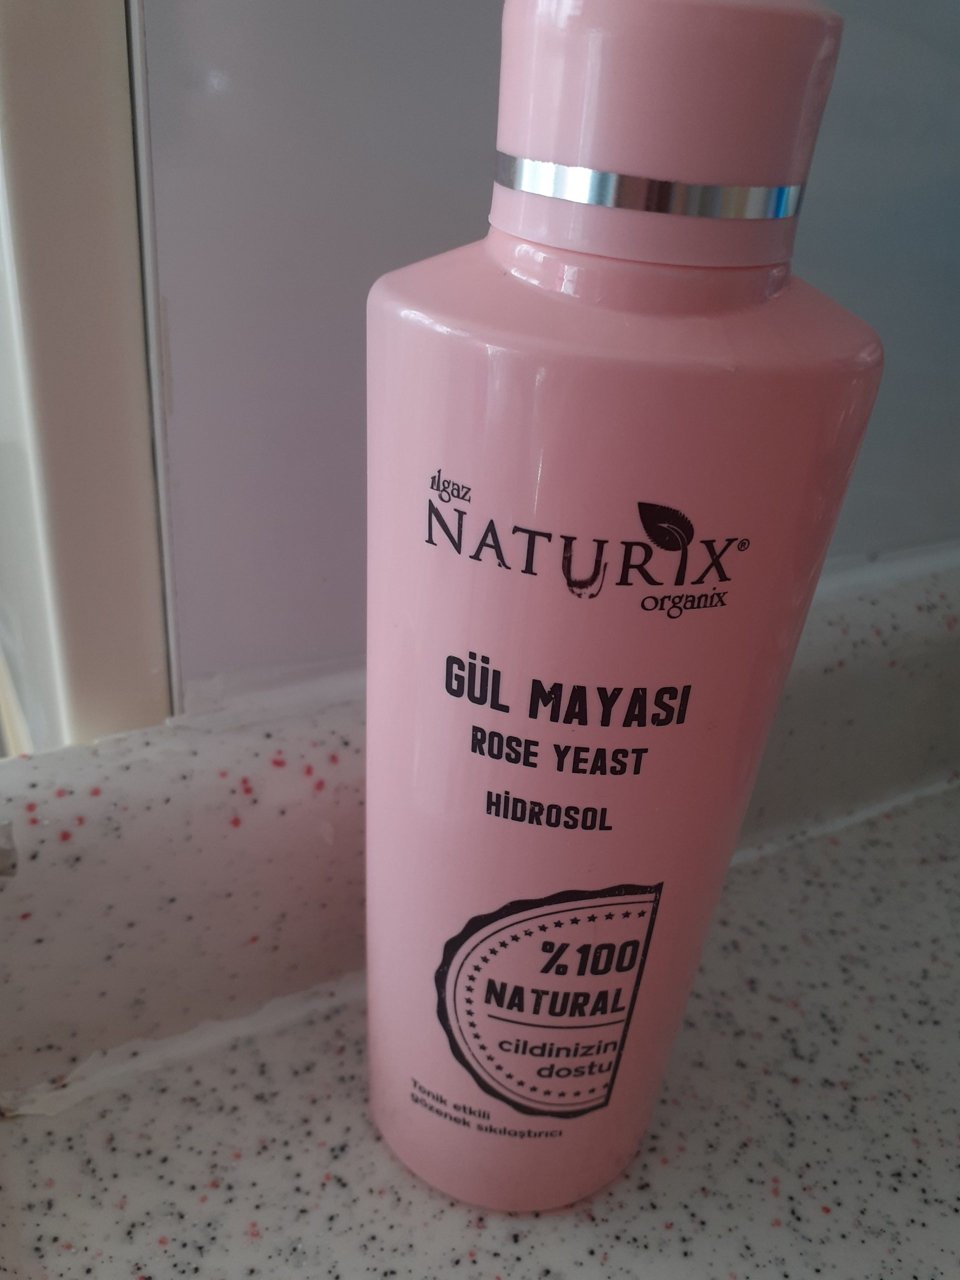 ılgaz
NATURIX®
organix
GÜL MAYASI
ROSE YEAST
HİDROSOL
%100
NATURAL
cildinizin
dostu
Tonik etkili
gözenek sıkılaştırıcı